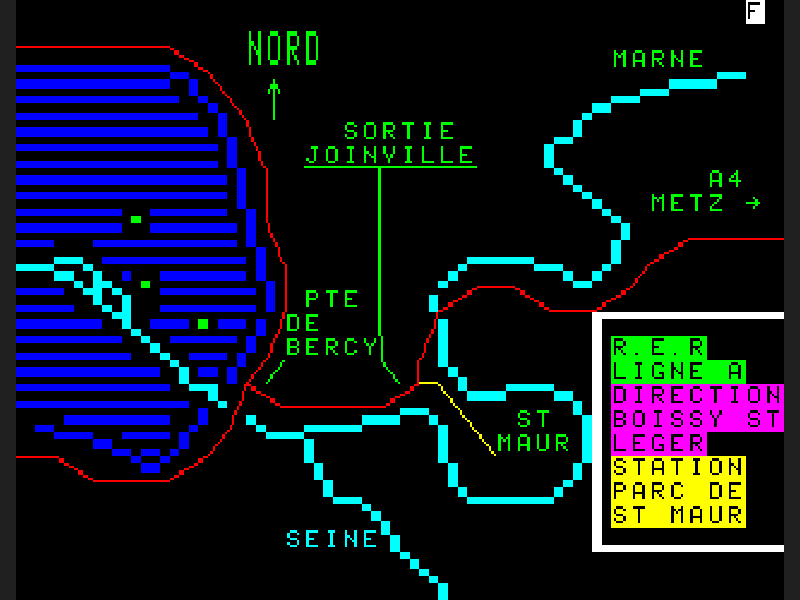 F
NORD
MARNE
SORTIE
JOINVILLE
A4
METZ →
PTE
DE
BERCY
ST
MAUR
SEINE
R.E.R
LIGNE A
DIRECTION
BOISSY ST
LEGER
STATION
PARC DE
ST MAUR